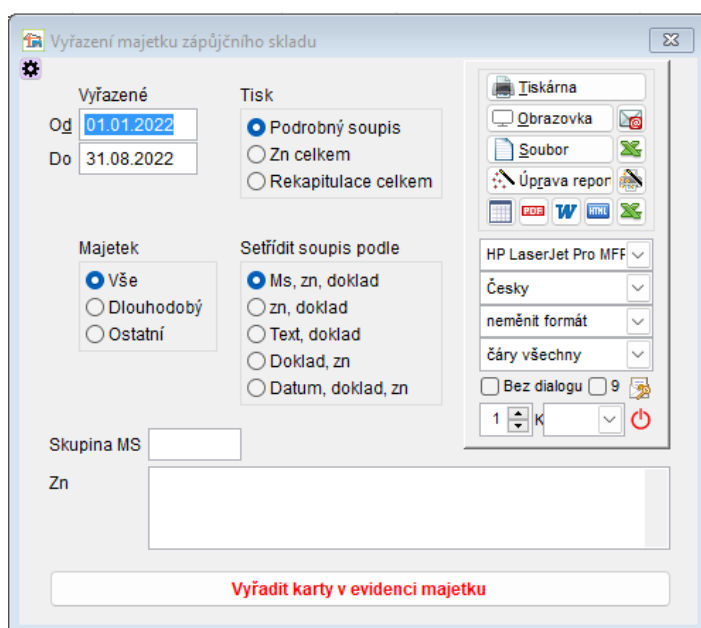 Vyřazení majetku zápůjčního skladu
Vyřazené
Od 01.01.2022
Do 31.08.2022
Tisk
Podrobný soupis
Zn celkem
Rekapitulace celkem
Majetek
Vše
Dlouhodobý
Ostatní
Setřídit soupis podle
Ms, zn, doklad
zn, doklad
Text, doklad
Doklad, zn
Datum, doklad, zn
Tiskárna
Obrazovka
Soubor
Úprava repor
PDF W HTML
HP LaserJet Pro MFF
Česky
neměnit formát
čáry všechny
Bez dialogu 9
1 K
Skupina MS
Zn
Vyřadit karty v evidenci majetku